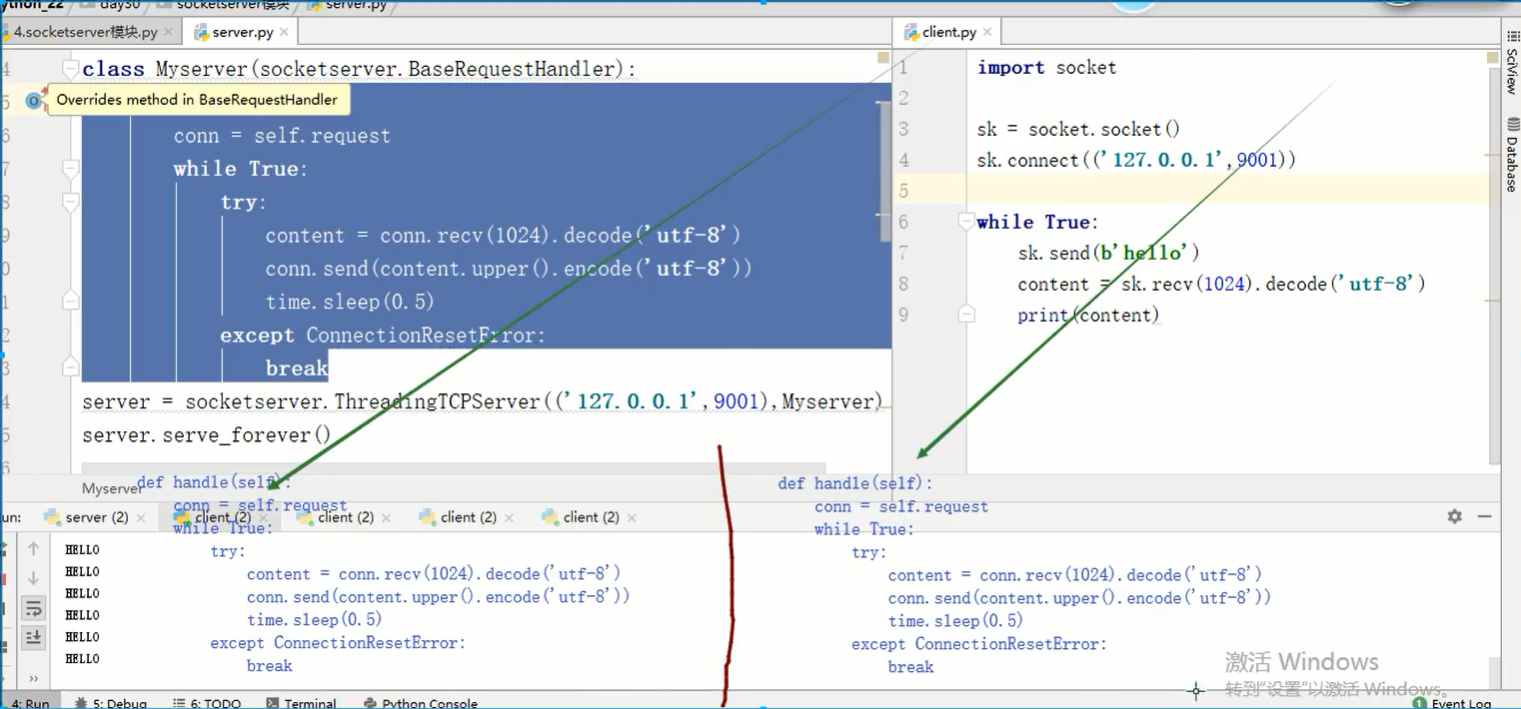 ython_22 day30 socketserver模块 server.py
4.socketserver模块.py server.py client.py
4 class Myserver(socketserver.BaseRequestHandler):
5 Overrides method in BaseRequestHandler
6 conn = self.request
7 while True:
8 try:
9 content = conn.recv(1024).decode('utf-8')
0 conn.send(content.upper().encode('utf-8'))
1 time.sleep(0.5)
2 except ConnectionResetError:
3 break
4 server = socketserver.ThreadingTCPServer(('127.0.0.1',9001),Myserver)
5 server.serve_forever()
6
Myserver
1 import socket
2
3 sk = socket.socket()
4 sk.connect(('127.0.0.1',9001))
5
6 while True:
7 sk.send(b'hello')
8 content = sk.recv(1024).decode('utf-8')
9 print(content)
SciView
Database
un: server (2) client (2) client (2) client (2) client (2)
HELLO
HELLO
HELLO
HELLO
HELLO
HELLO
def handle(self):
conn = self.request
while True:
try:
content = conn.recv(1024).decode('utf-8')
conn.send(content.upper().encode('utf-8'))
time.sleep(0.5)
except ConnectionResetError:
break
def handle(self):
conn = self.request
while True:
try:
content = conn.recv(1024).decode('utf-8')
conn.send(content.upper().encode('utf-8'))
time.sleep(0.5)
except ConnectionResetError:
break
激活 Windows
转到"设置"以激活 Windows。
4: Run 5: Debug 6: TODO Terminal Python Console 1 Event Log